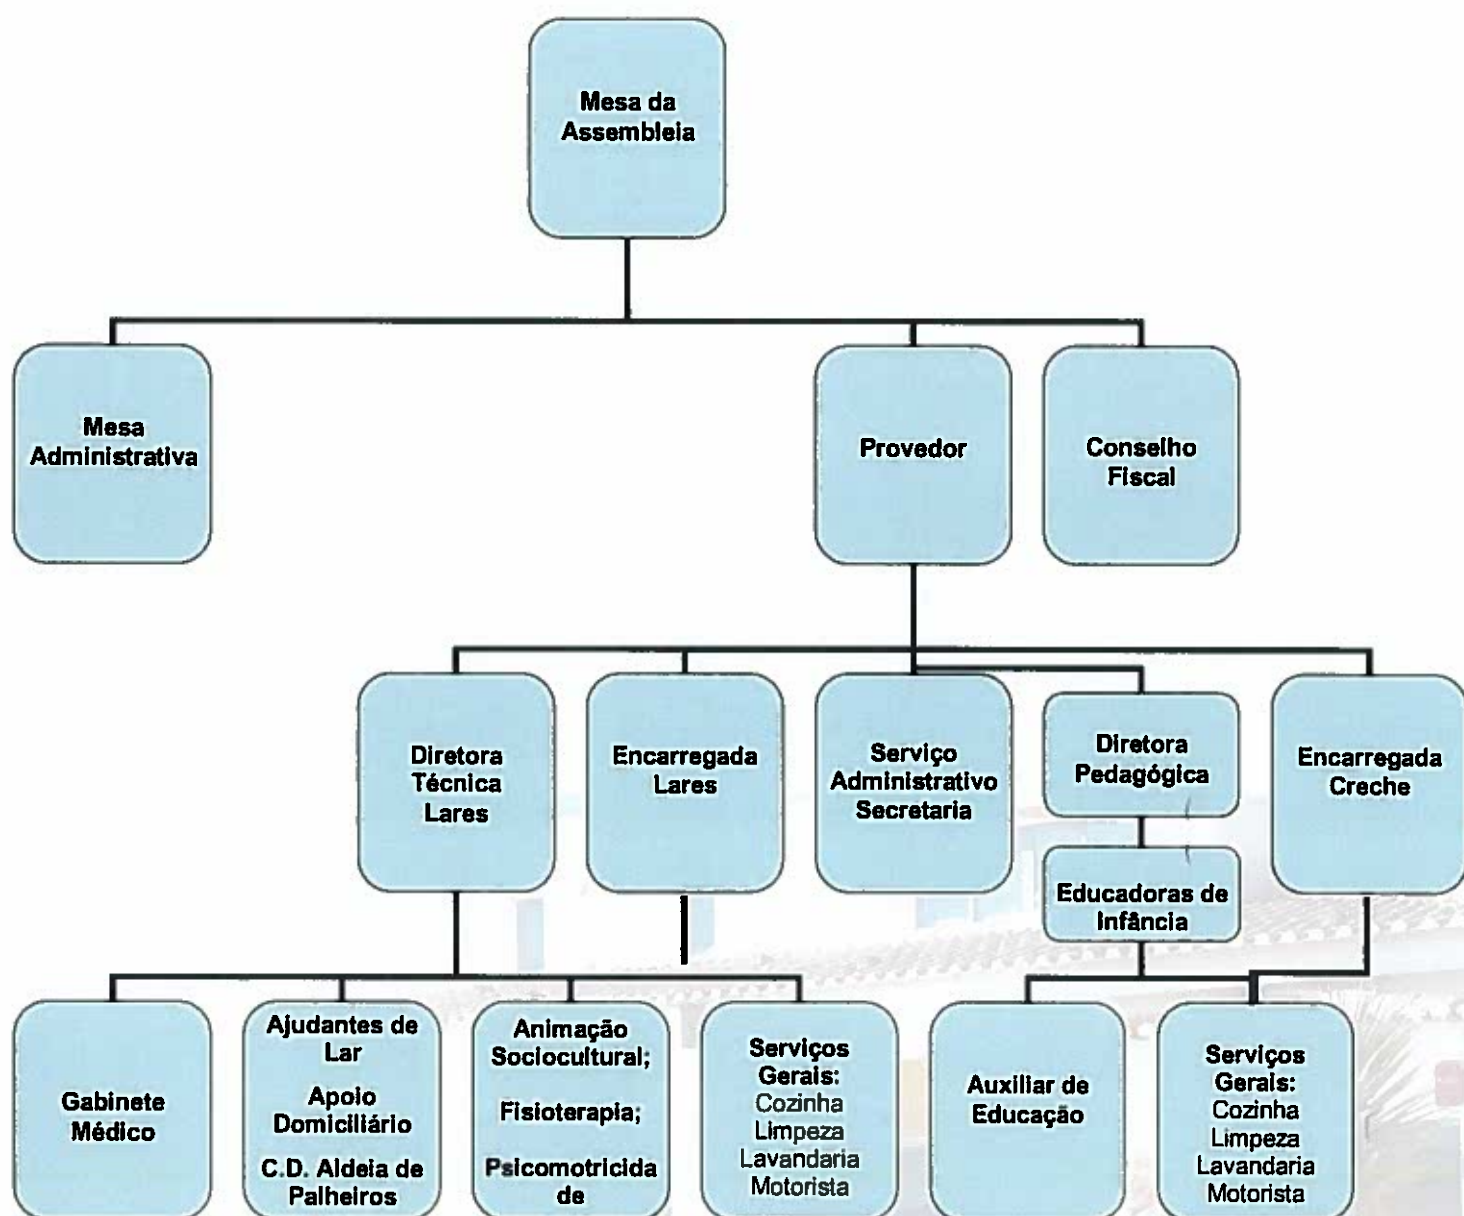 Mesa da
Assembleia
Mesa
Administrativa
Provedor
Conselho
Fiscal
Diretora
Técnica
Lares
Encarregada
Lares
Serviço
Administrativo
Secretaria
Diretora
Pedagógica
Encarregada
Creche
Educadoras de
Infância
Gabinete
Médico
Ajudantes de
Lar
Apoio
Domiciliário
C.D. Aldeia de
Palheiros
Animação
Sociocultural;
Fisioterapia;
Psicomotricida
de
Serviços
Gerais:
Cozinha
Limpeza
Lavandaria
Motorista
Auxiliar de
Educação
Serviços
Gerais:
Cozinha
Limpeza
Lavandaria
Motorista